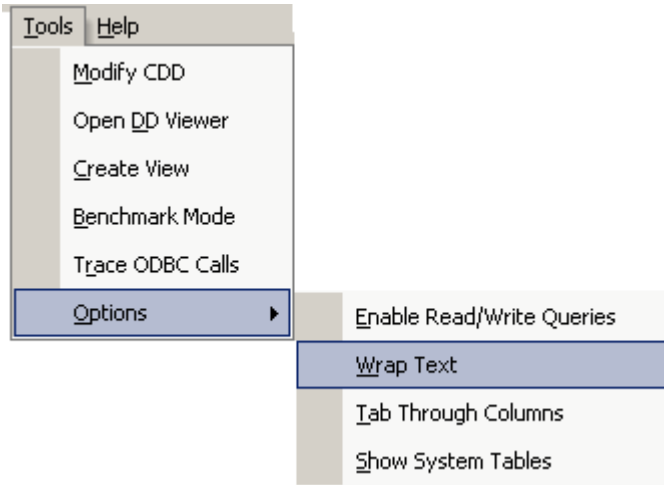 Tools Help
Modify CDD
Open DD Viewer
Create View
Benchmark Mode
Trace ODBC Calls
Options
Enable Read/Write Queries
Wrap Text
Tab Through Columns
Show System Tables